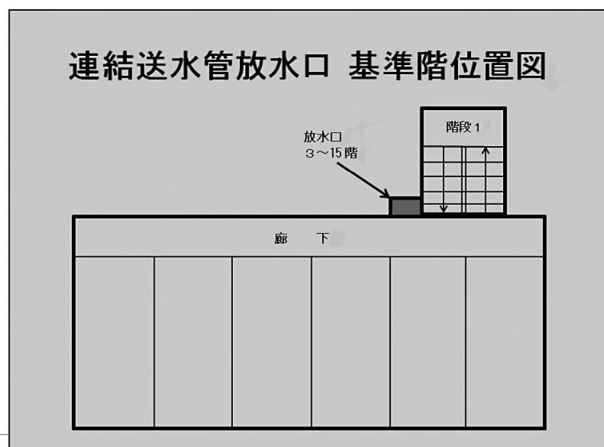 連結送水管放水口 基準階位置図
階段1
放水口
3～15階
廊 下